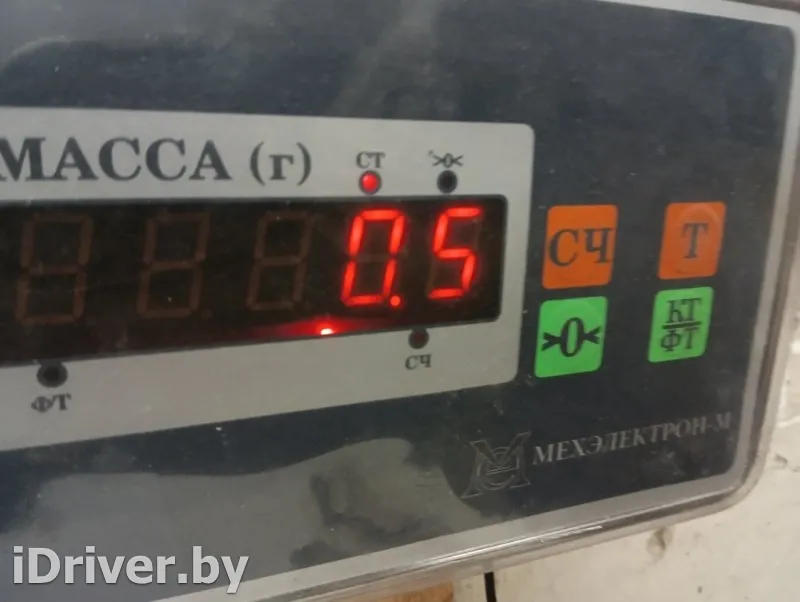 МАССА (г)
СТ
>0<
0.5
СЧ
Т
>0<
КТ
ФТ
ФТ
СЧ
МЕХЭЛЕКТРОН-М
iDriver.by